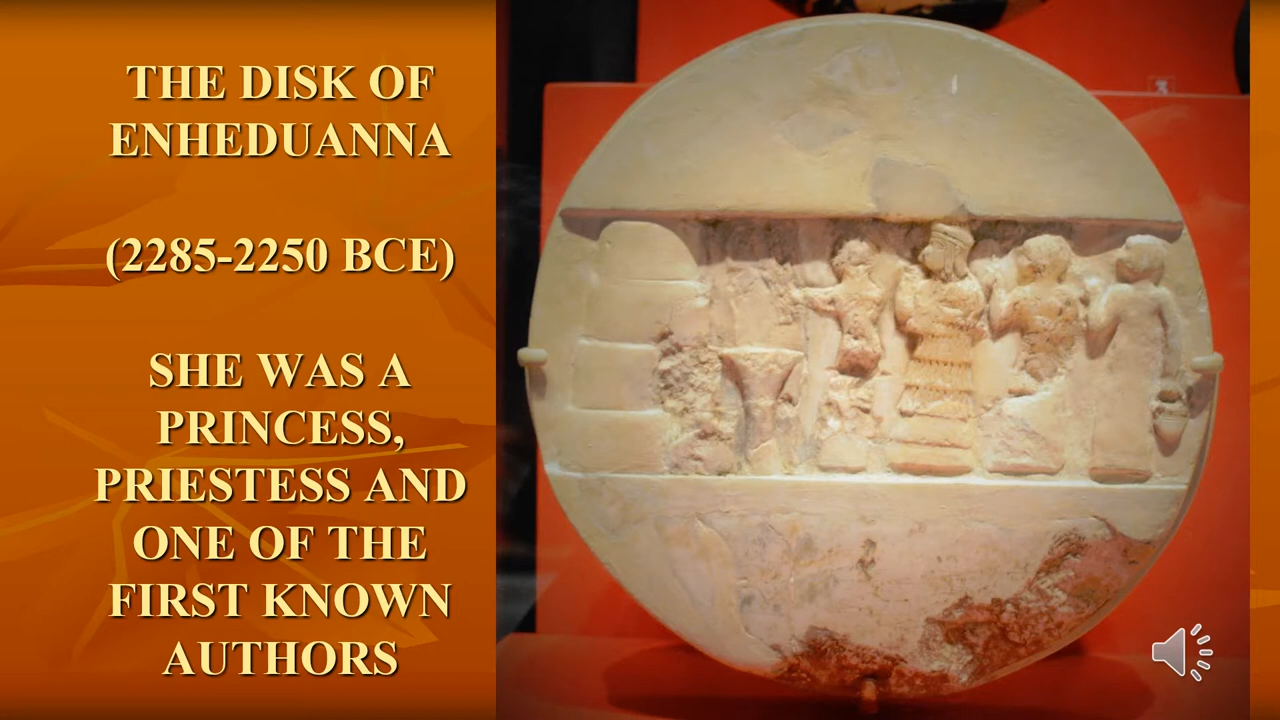 THE DISK OF
ENHEDUANNA
(2285-2250 BCE)
SHE WAS A
PRINCESS,
PRIESTESS AND
ONE OF THE
FIRST KNOWN
AUTHORS